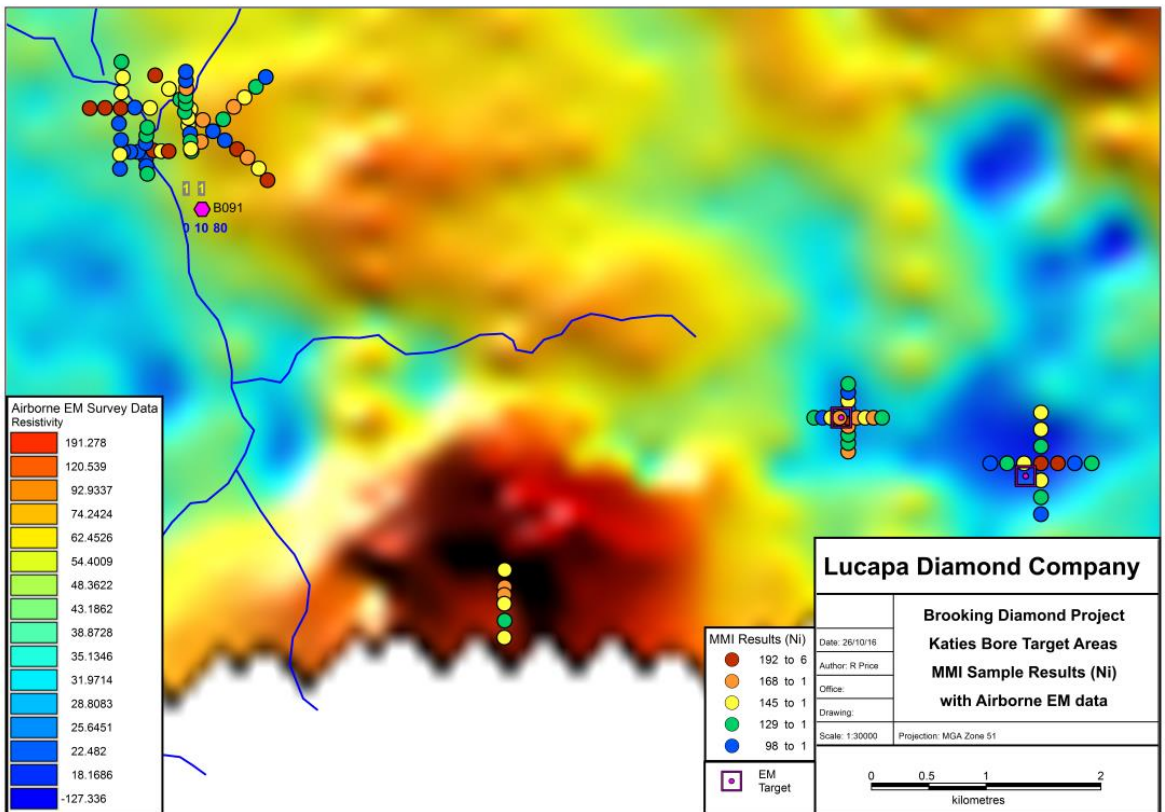 1 1
B091
0 10 80
Airborne EM Survey Data
Resistivity
191.278
120.539
92.9337
74.2424
62.4526
54.4009
48.3622
43.1862
38.8728
35.1346
31.9714
28.8083
25.6451
22.482
18.1686
-127.336
MMI Results (Ni)
192 to 6
168 to 1
145 to 1
129 to 1
98 to 1
EM
Target
Lucapa Diamond Company
Date: 26/10/16
Author: R Price
Office:
Drawing:
Scale: 1:30000
Brooking Diamond Project
Katies Bore Target Areas
MMI Sample Results (Ni)
with Airborne EM data
Projection: MGA Zone 51
0 0.5 1 2
kilometres